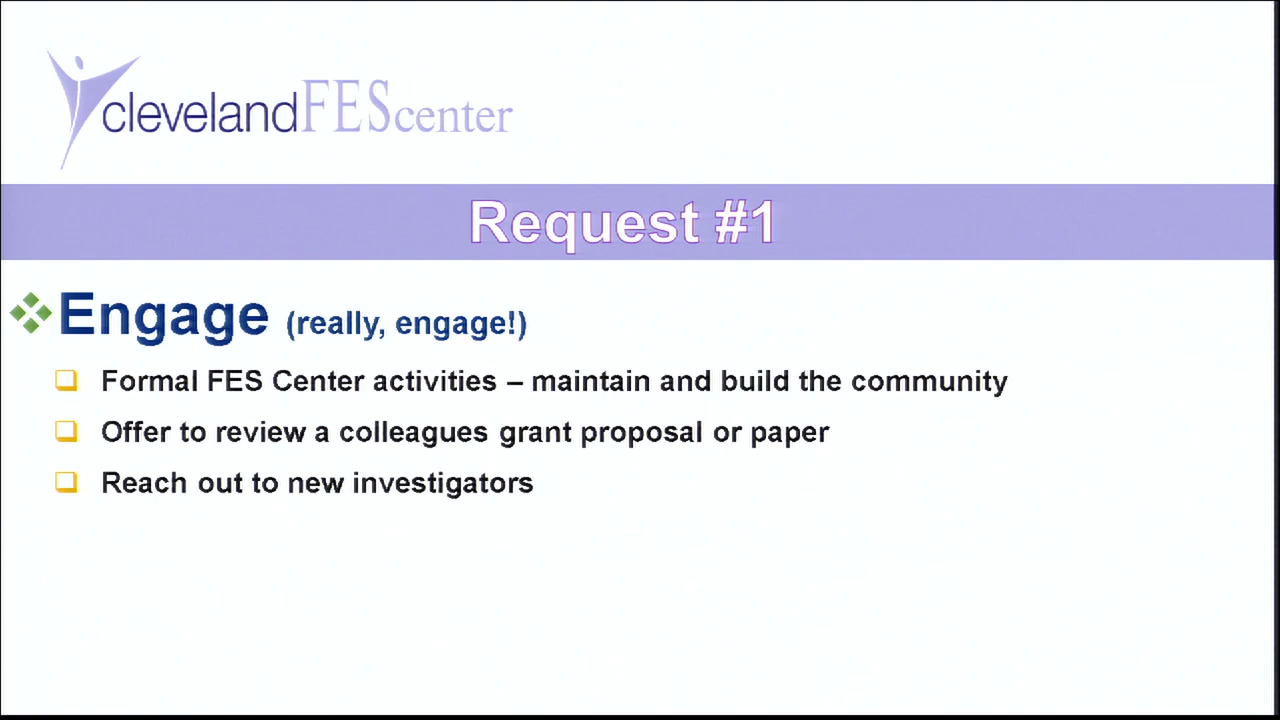 clevelandFEScenter
Request #1
Engage (really, engage!)
Formal FES Center activities – maintain and build the community
Offer to review a colleagues grant proposal or paper
Reach out to new investigators